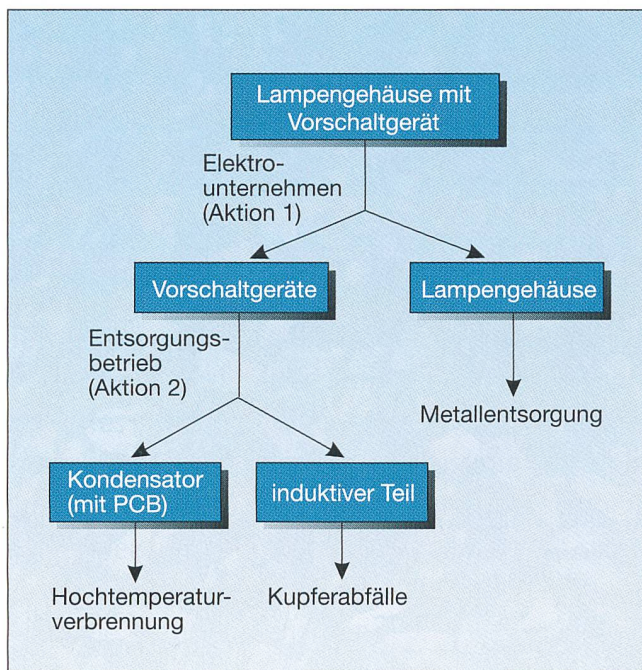 Lampengehäuse mit
Vorschaltgerät
Elektro-
unternehmen
(Aktion 1)
Vorschaltgeräte
Lampengehäuse
Entsorgungs-
betrieb
(Aktion 2)
Metallentsorgung
Kondensator
(mit PCB)
induktiver Teil
Hochtemperatur-
verbrennung
Kupferabfälle